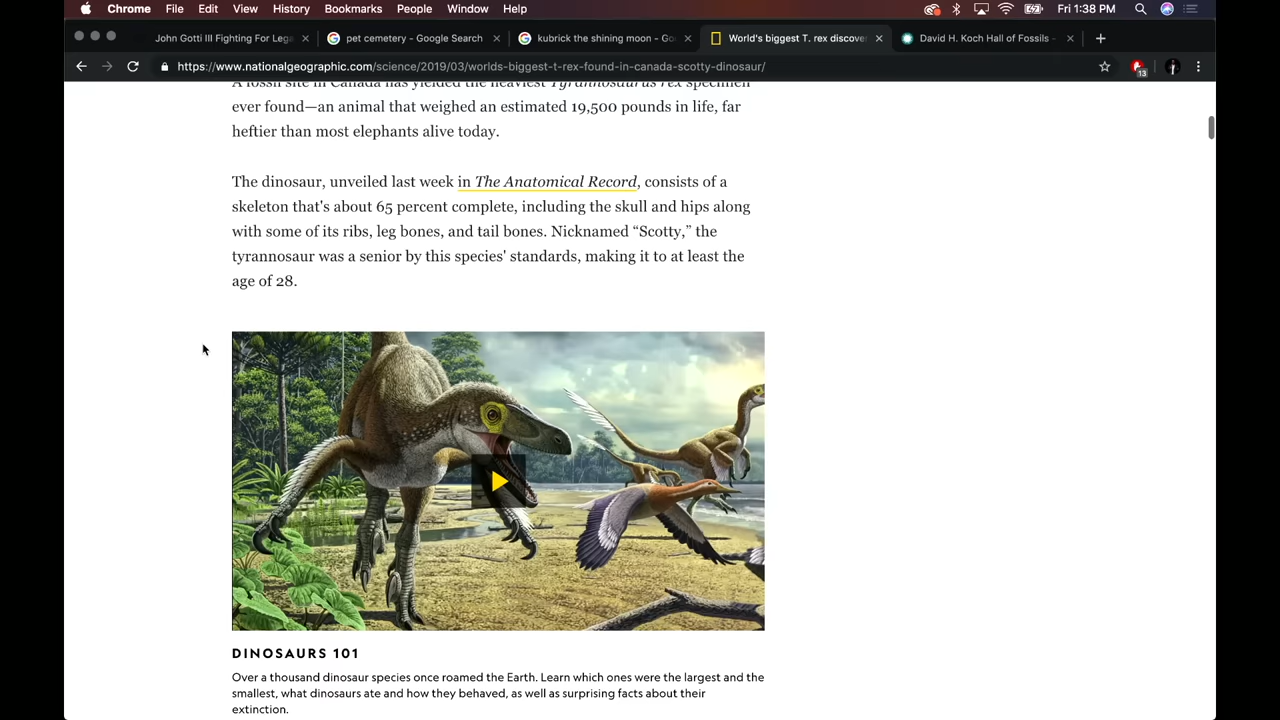 Chrome File Edit View History Bookmarks People Window Help Fri 1:38 PM
John Gotti III Fighting For Lega pet cemetery - Google Search kubrick the shining moon - Go World's biggest T. rex discove David H. Koch Hall of Fossils -
https://www.nationalgeographic.com/science/2019/03/worlds-biggest-t-rex-found-in-canada-scotty-dinosaur/
13
A fossil site in Canada has yielded the heaviest Tyrannosaurus rex specimen
ever found—an animal that weighed an estimated 19,500 pounds in life, far
heftier than most elephants alive today.
The dinosaur, unveiled last week in The Anatomical Record, consists of a
skeleton that's about 65 percent complete, including the skull and hips along
with some of its ribs, leg bones, and tail bones. Nicknamed “Scotty,” the
tyrannosaur was a senior by this species' standards, making it to at least the
age of 28.
DINOSAURS 101
Over a thousand dinosaur species once roamed the Earth. Learn which ones were the largest and the
smallest, what dinosaurs ate and how they behaved, as well as surprising facts about their
extinction.